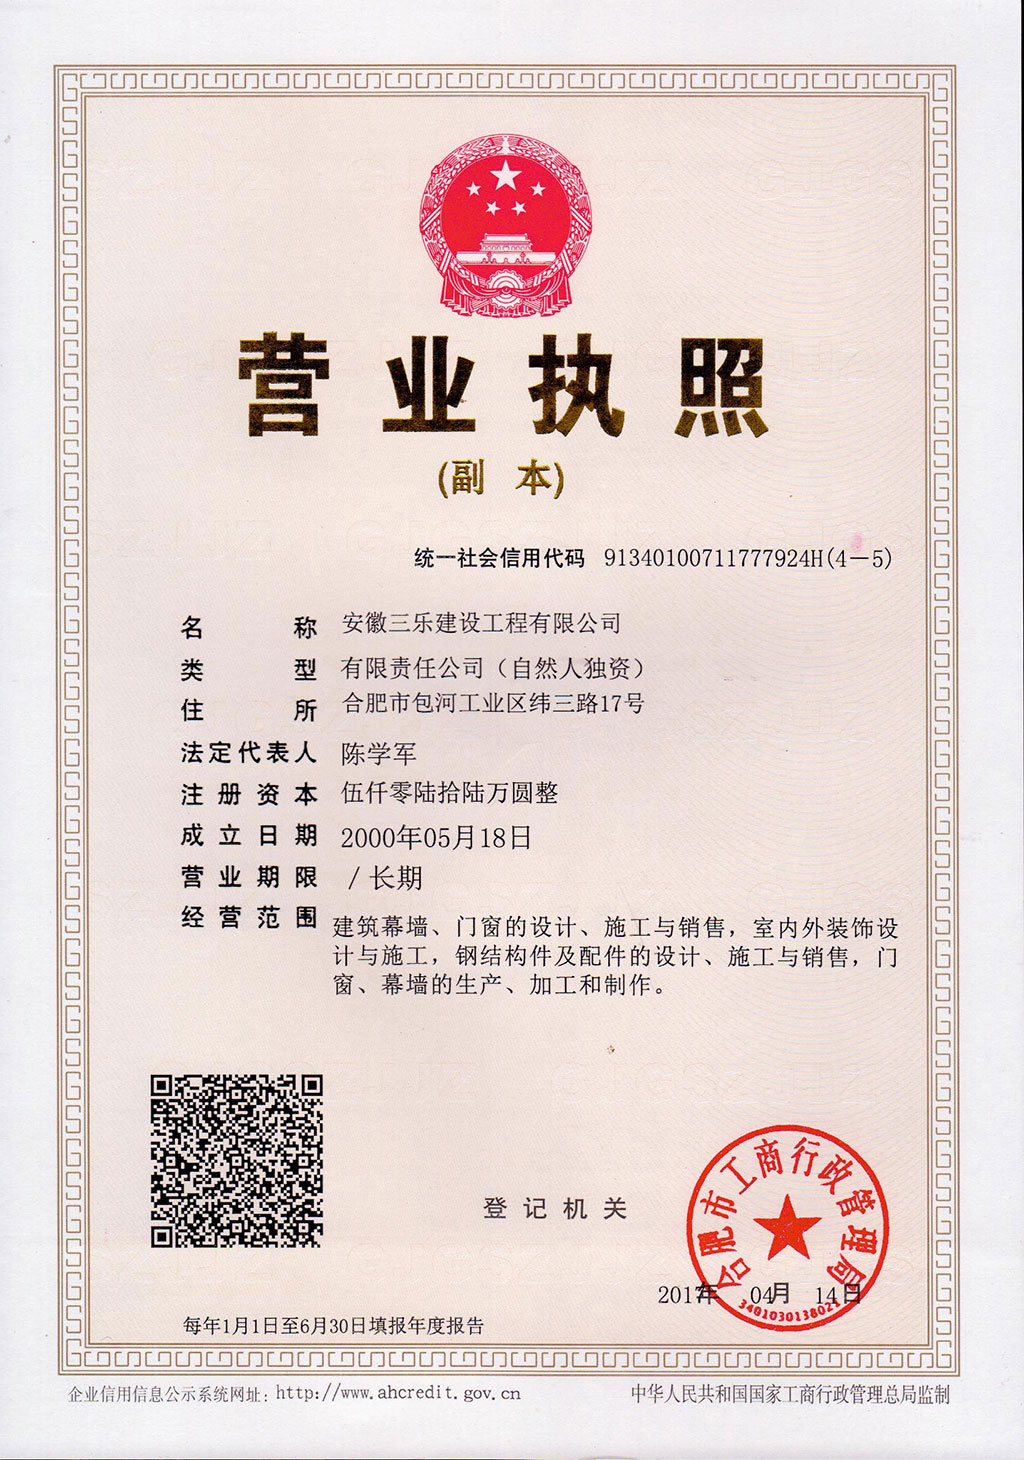 营业执照
(副 本)
统一社会信用代码 91340100711777924H(4－5)
名称 安徽三乐建设工程有限公司
类型 有限责任公司（自然人独资）
住所 合肥市包河工业区纬三路17号
法定代表人 陈学军
注册资本 伍仟零陆拾陆万圆整
成立日期 2000年05月18日
营业期限 / 长期
经营范围 建筑幕墙、门窗的设计、施工与销售，室内外装饰设
计与施工，钢结构件及配件的设计、施工与销售，门
窗、幕墙的生产、加工和制作。
登记机关
合肥市工商行政管理局
2017年 04月 14日
3401030138021
每年1月1日至6月30日填报年度报告
企业信用信息公示系统网址：http://www.ahcredit.gov.cn
中华人民共和国国家工商行政管理总局监制